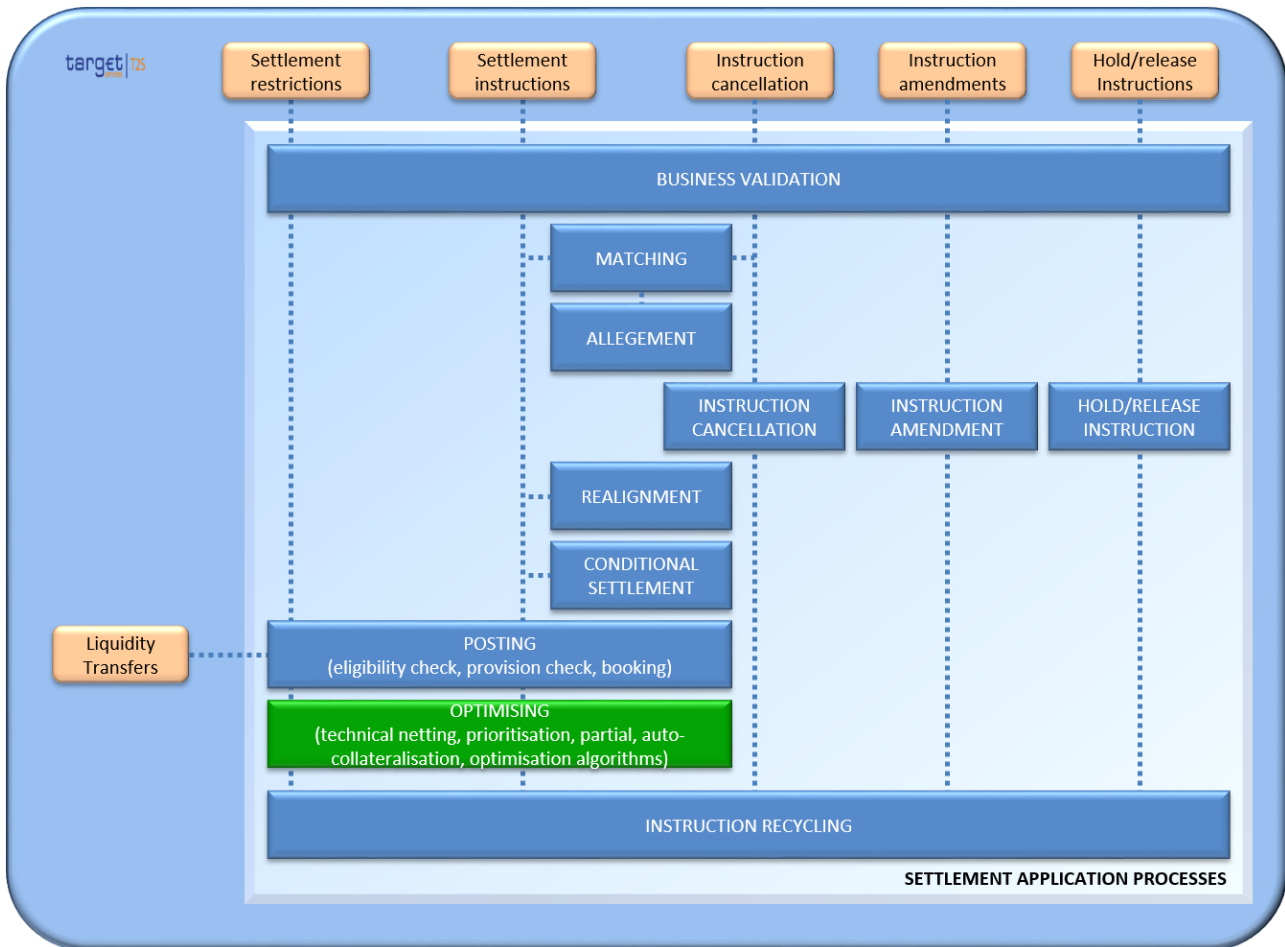 target T2S
Settlement
restrictions
Settlement
instructions
Instruction
cancellation
Instruction
amendments
Hold/release
Instructions
BUSINESS VALIDATION
MATCHING
ALLEGEMENT
INSTRUCTION
CANCELLATION
INSTRUCTION
AMENDMENT
HOLD/RELEASE
INSTRUCTION
REALIGNMENT
CONDITIONAL
SETTLEMENT
Liquidity
Transfers
POSTING
(eligibility check, provision check, booking)
OPTIMISING
(technical netting, prioritisation, partial, auto-
collateralisation, optimisation algorithms)
INSTRUCTION RECYCLING
SETTLEMENT APPLICATION PROCESSES